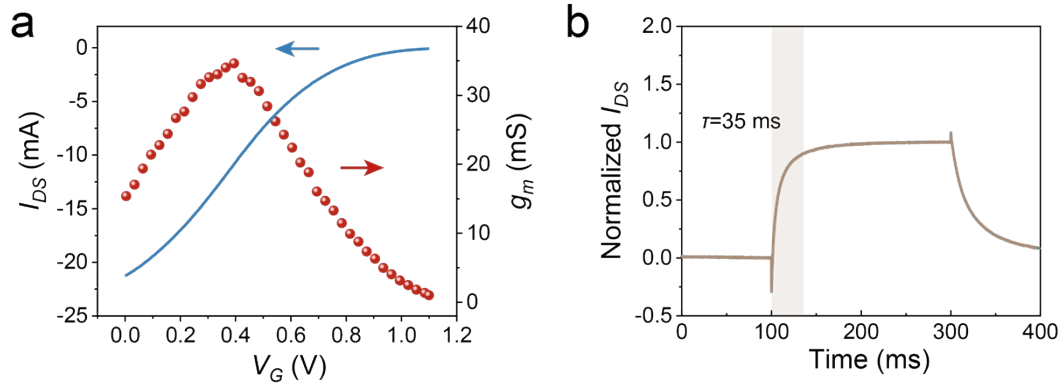 a
I_DS (mA)
0
-5
-10
-15
-20
-25
0.0 0.2 0.4 0.6 0.8 1.0 1.2
V_G (V)
40
30
20
10
0
g_m (mS)
b
Normalized I_DS
2.0
1.5
1.0
0.5
0.0
-0.5
τ=35 ms
0 100 200 300 400
Time (ms)